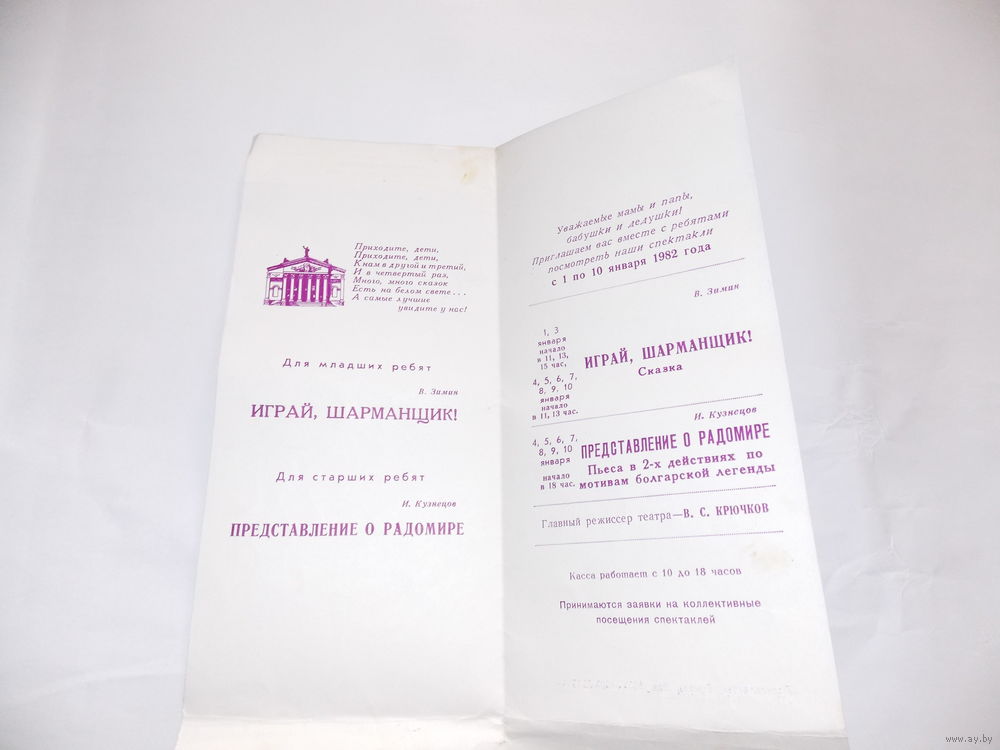 Приходите, дети,
Приходите, дети,
К нам в другой и третий,
И в четвертый раз,
Много, много сказок
Есть на белом свете...
А самые лучшие
увидите у нас!
Для младших ребят
В. Зимин
ИГРАЙ, ШАРМАНЩИК!
Для старших ребят
И. Кузнецов
ПРЕДСТАВЛЕНИЕ О РАДОМИРЕ
Уважаемые мамы и папы,
бабушки и дедушки!
Приглашаем вас вместе с ребятами
посмотреть наши спектакли
с 1 по 10 января 1982 года
В. Зимин
1, 3
января
начало
в 11, 13,
15 час,
4, 5, 6, 7,
8, 9, 10
января
начало
в 11, 13 час.
ИГРАЙ, ШАРМАНЩИК!
Сказка
И. Кузнецов
4, 5, 6, 7,
8, 9, 10
января
начало
в 18 час.
ПРЕДСТАВЛЕНИЕ О РАДОМИРЕ
Пьеса в 2-х действиях по
мотивам болгарской легенды
Главный режиссер театра—В. С. КРЮЧКОВ
Касса работает с 10 до 18 часов
Принимаются заявки на коллективные
посещения спектаклей
www.ay.by